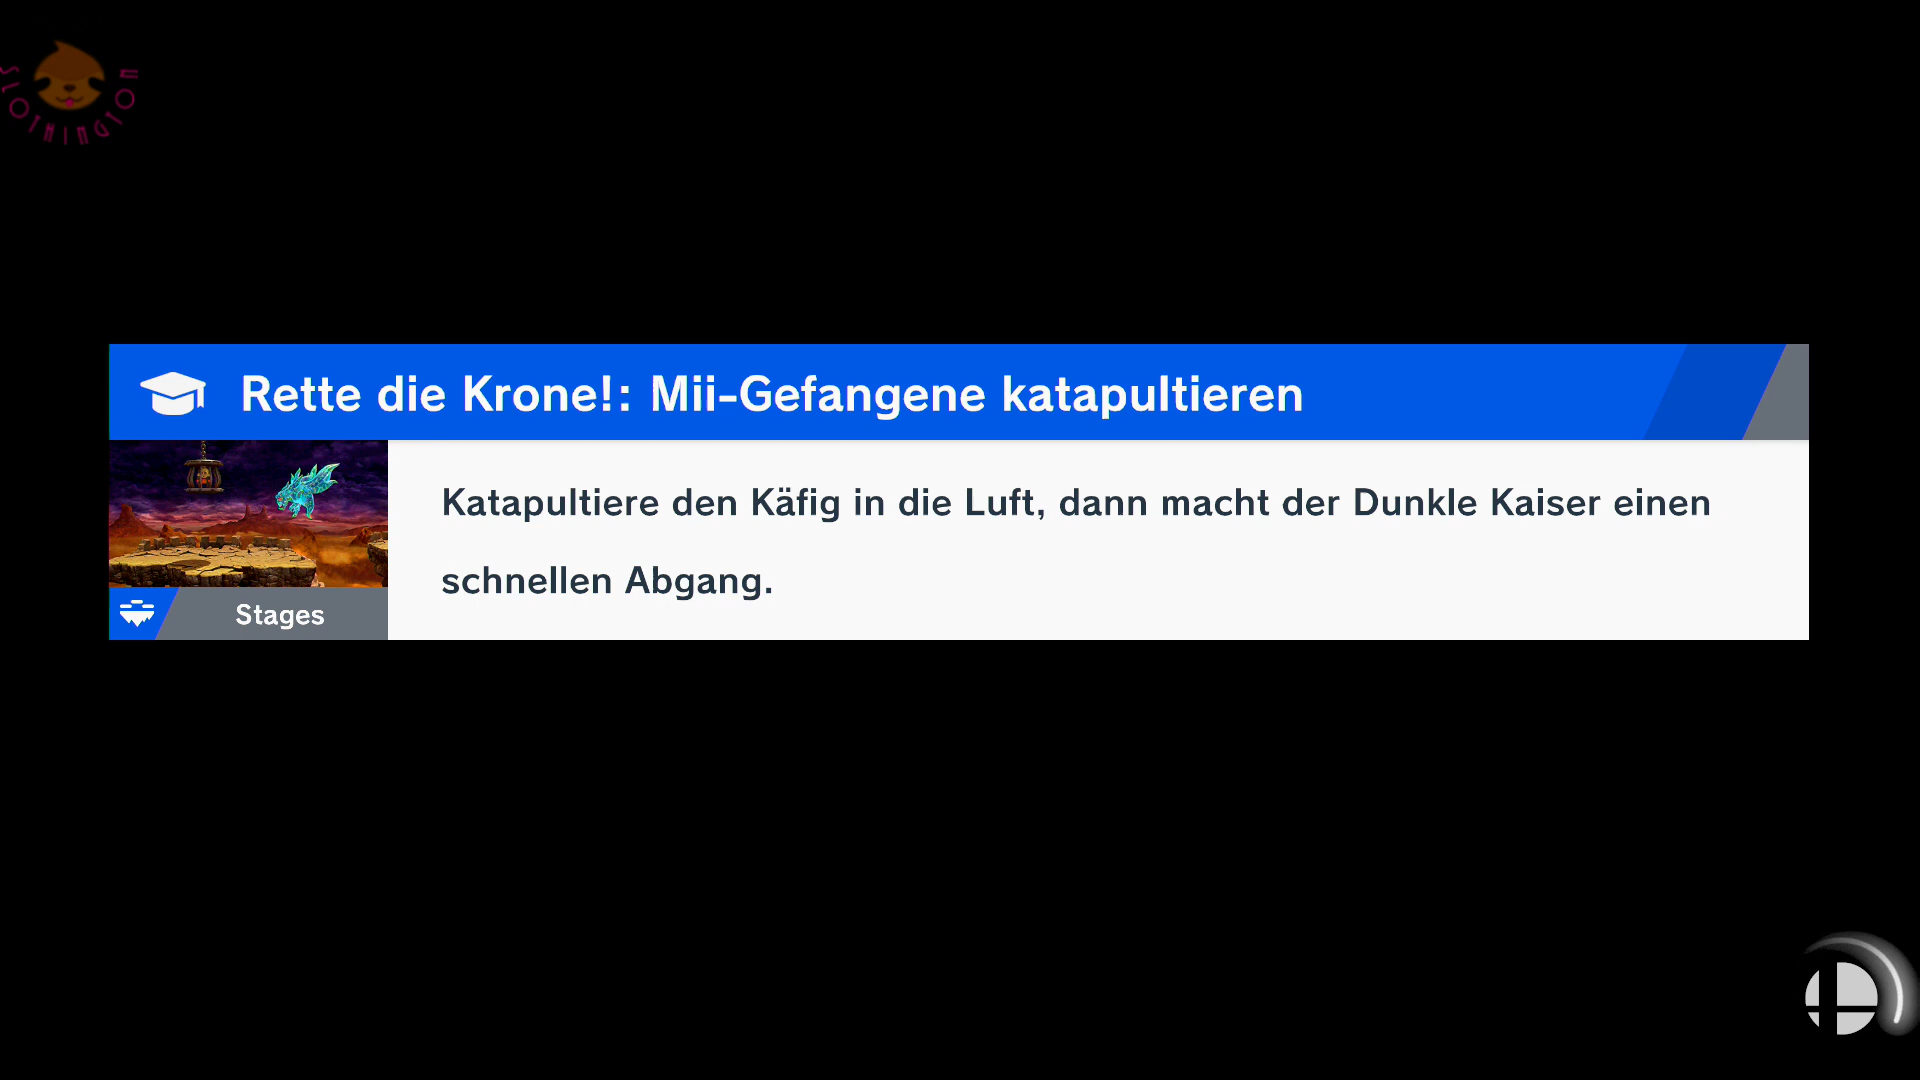 SLOTHINGTON
Rette die Krone!: Mii-Gefangene katapultieren
Katapultiere den Käfig in die Luft, dann macht der Dunkle Kaiser einen
schnellen Abgang.
Stages